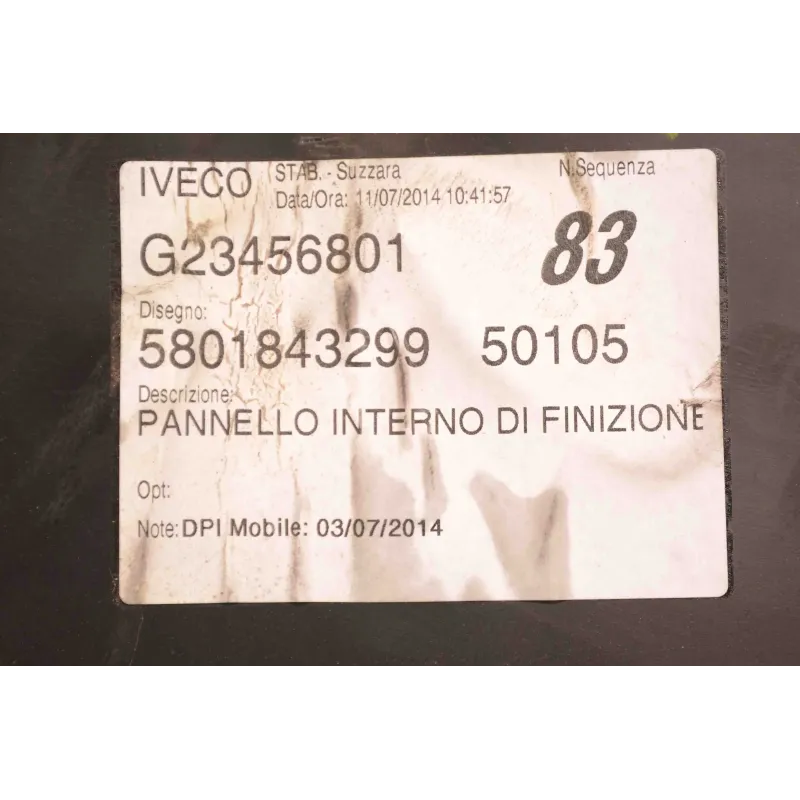 IVECO STAB. - Suzzara N.Sequenza
Data/Ora: 11/07/2014 10:41:57
G23456801 83
Disegno:
5801843299 50105
Descrizione:
PANNELLO INTERNO DI FINIZIONE
Opt:
Note: DPI Mobile: 03/07/2014